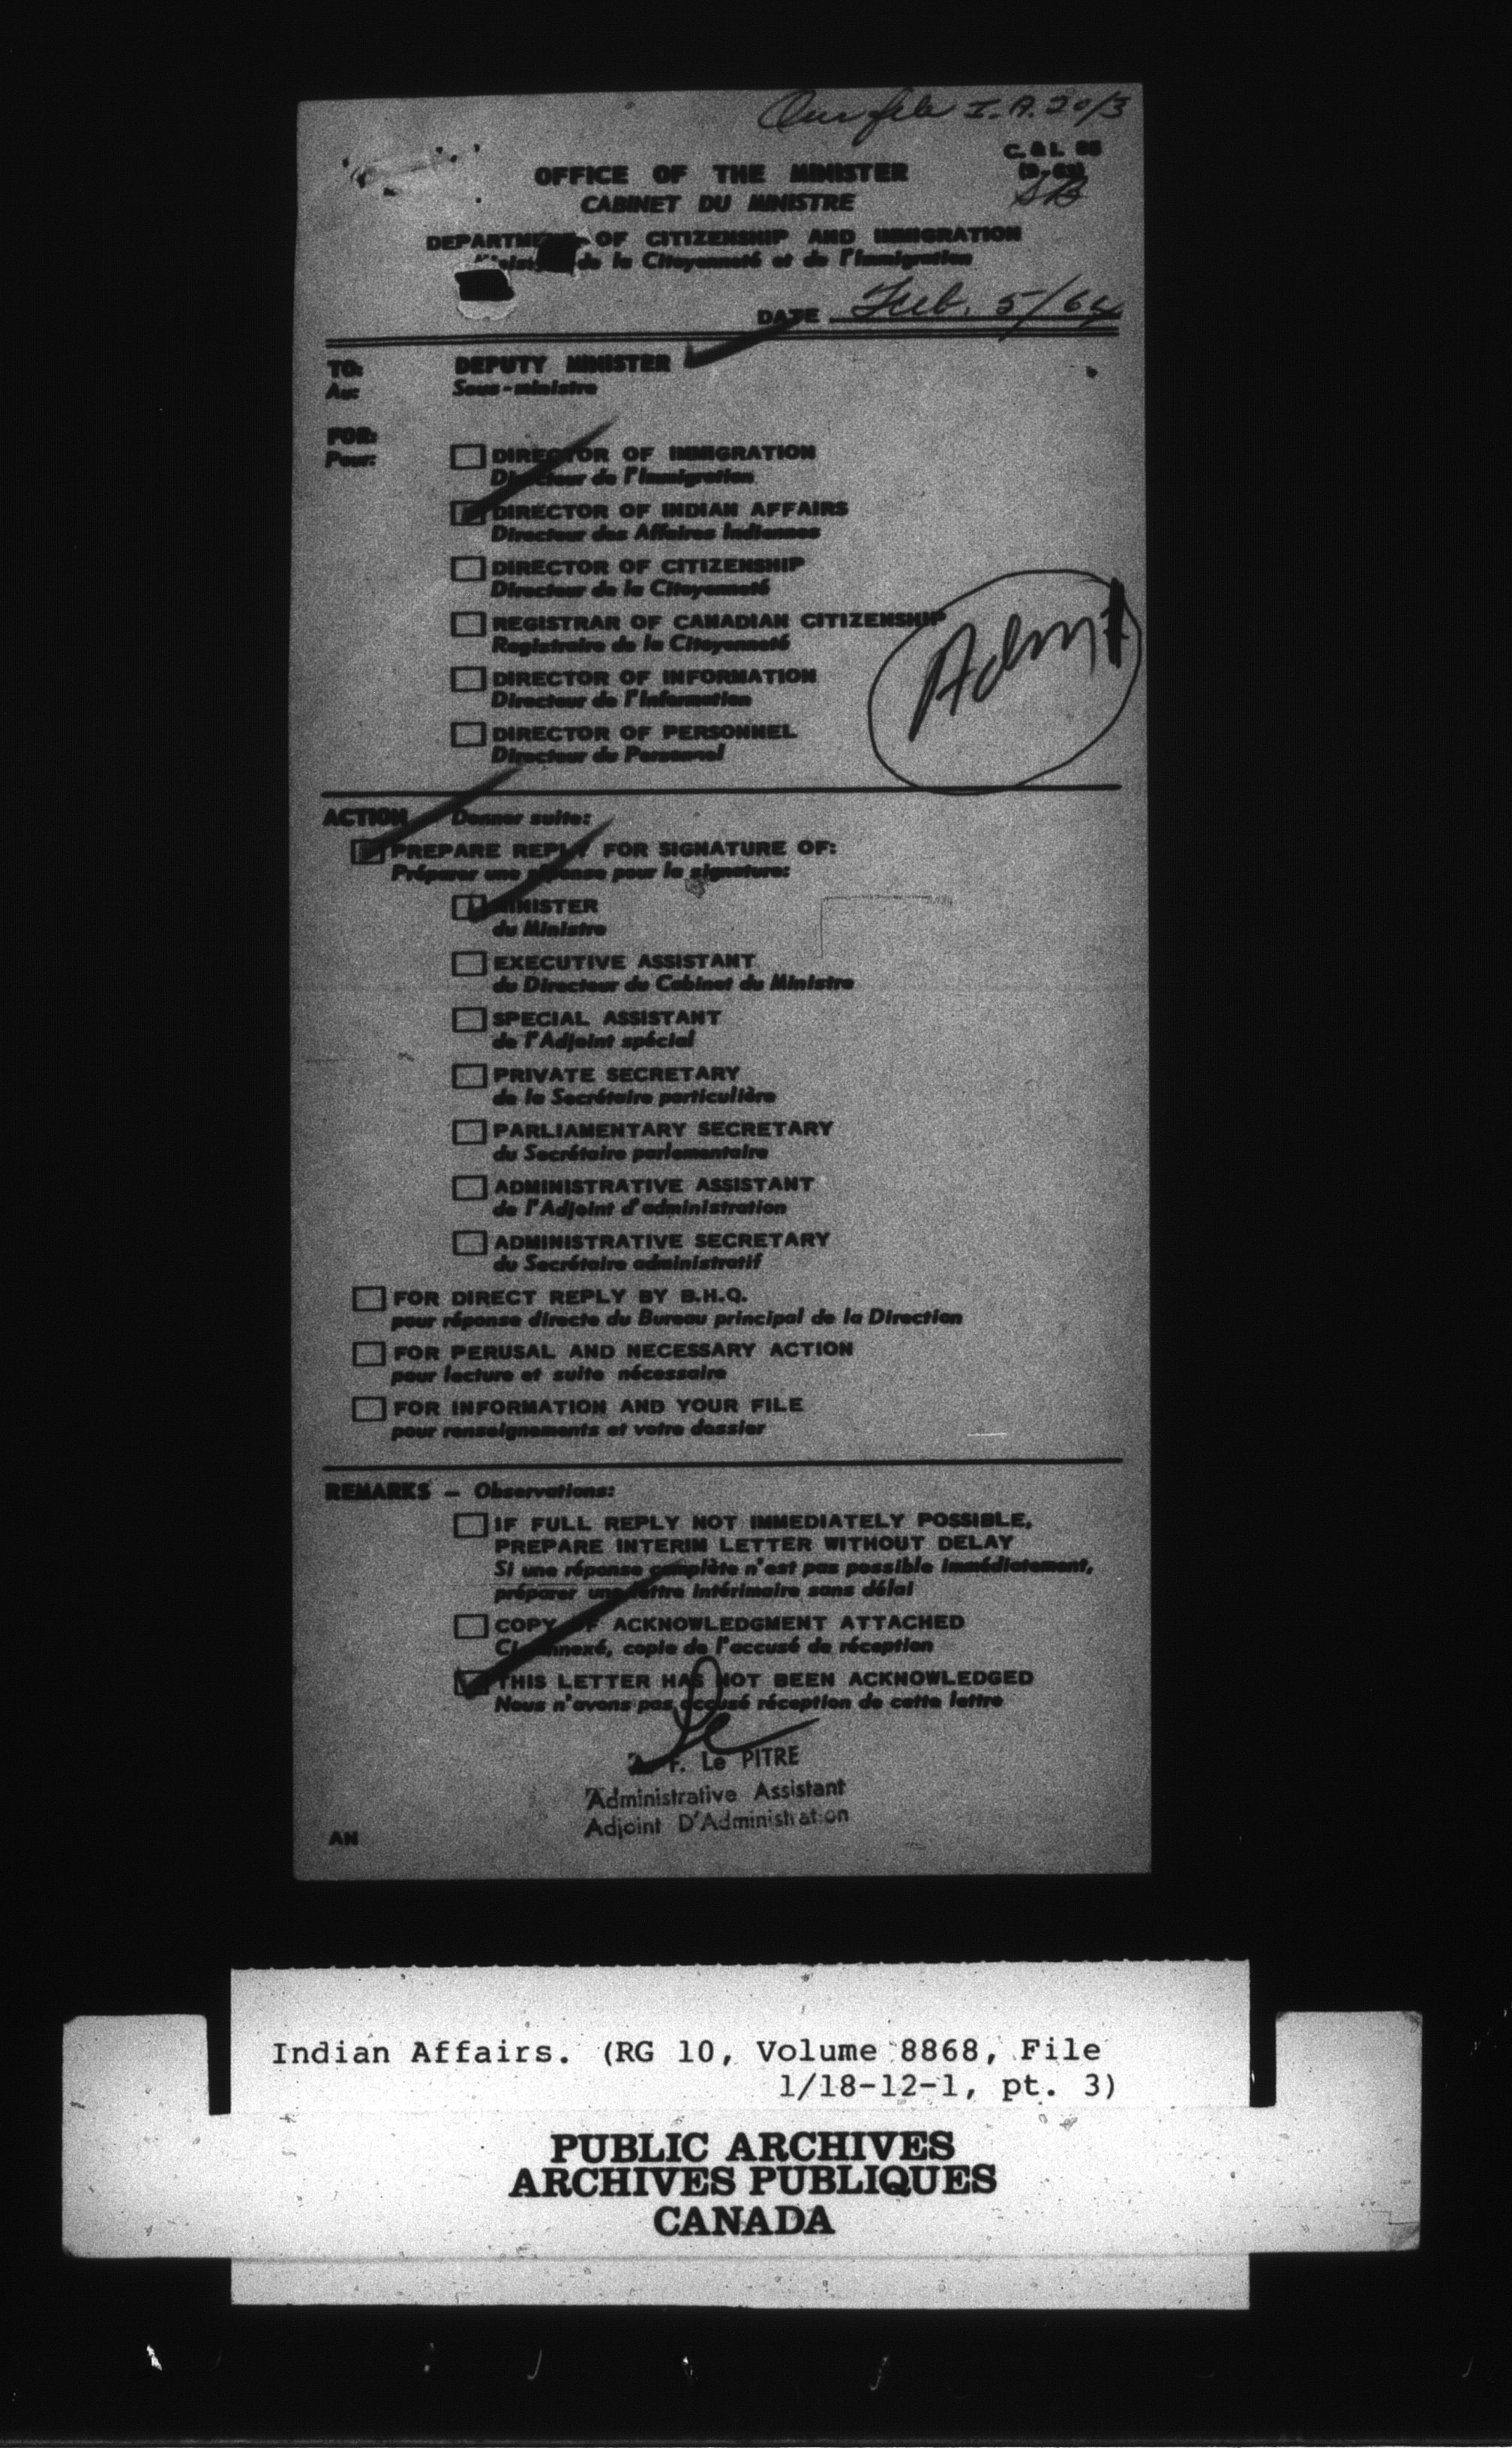 Our file I.A. 20/3
C. & I. 
OFFICE OF THE MINISTER
CABINET DU MINISTRE
DEPARTMENT OF CITIZENSHIP AND IMMIGRATION
de la Citoyenneté et de l'Immigration
DATE Feb. 5/64
TO: DEPUTY MINISTER
Au: Sous-ministre
FOR:
Pour:
DIRECTOR OF IMMIGRATION
Directeur de l'Immigration
DIRECTOR OF INDIAN AFFAIRS
Directeur des Affaires Indiennes
DIRECTOR OF CITIZENSHIP
Directeur de la Citoyenneté
REGISTRAR OF CANADIAN CITIZENSHIP
Registraire de la Citoyenneté
Adm
DIRECTOR OF INFORMATION
Directeur de l'Information
DIRECTOR OF PERSONNEL
Directeur du Personnel
ACTION Donner suite:
PREPARE REPLY FOR SIGNATURE OF:
Préparer une réponse pour la signature:
MINISTER
du Ministre
EXECUTIVE ASSISTANT
du Directeur du Cabinet du Ministre
SPECIAL ASSISTANT
de l'Adjoint spécial
PRIVATE SECRETARY
de la Secrétaire particulière
PARLIAMENTARY SECRETARY
du Secrétaire parlementaire
ADMINISTRATIVE ASSISTANT
de l'Adjoint d'administration
ADMINISTRATIVE SECRETARY
du Secrétaire administratif
FOR DIRECT REPLY BY B.H.Q.
pour réponse directe du Bureau principal de la Direction
FOR PERUSAL AND NECESSARY ACTION
pour lecture et suite nécessaire
FOR INFORMATION AND YOUR FILE
pour renseignements et votre dossier
REMARKS – Observations:
IF FULL REPLY NOT IMMEDIATELY POSSIBLE,
PREPARE INTERIM LETTER WITHOUT DELAY
Si une réponse complète n'est pas possible immédiatement,
préparer une lettre intérimaire sans délai
COPY OF ACKNOWLEDGMENT ATTACHED
Ci-annexé, copie de l'accusé de réception
THIS LETTER HAS NOT BEEN ACKNOWLEDGED
Nous n'avons pas accusé réception de cette lettre
F. Le PITRE
Administrative Assistant
Adjoint D'Administration
AN
Indian Affairs. (RG 10, Volume 8868, File
1/18-12-1, pt. 3)
PUBLIC ARCHIVES
ARCHIVES PUBLIQUES
CANADA